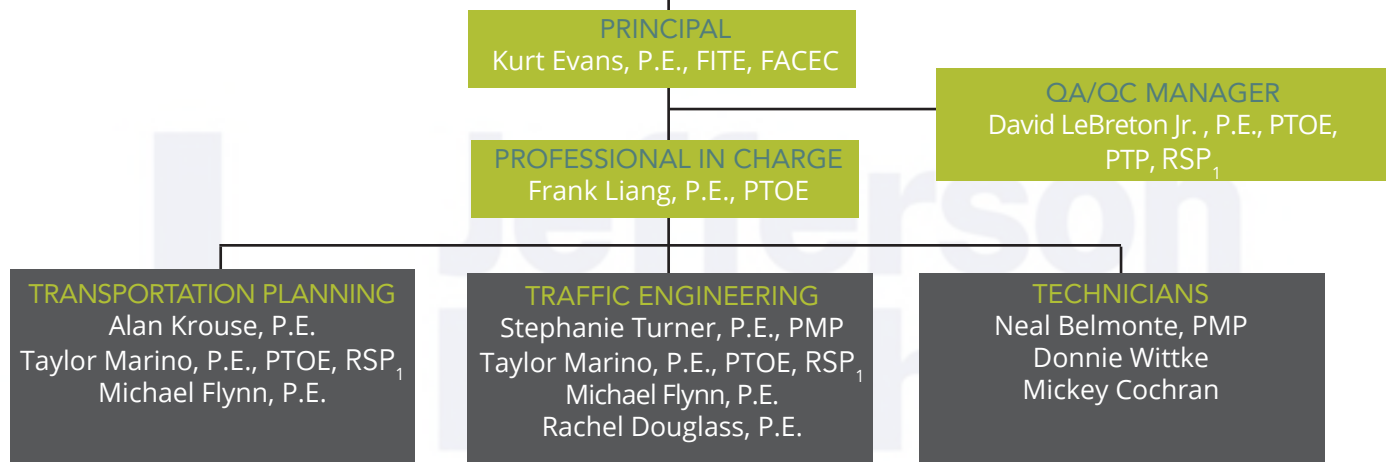 PRINCIPAL
Kurt Evans, P.E., FITE, FACEC
QA/QC MANAGER
David LeBreton Jr. , P.E., PTOE,
PTP, RSP₁
PROFESSIONAL IN CHARGE
Frank Liang, P.E., PTOE
TRANSPORTATION PLANNING
Alan Krouse, P.E.
Taylor Marino, P.E., PTOE, RSP₁
Michael Flynn, P.E.
TRAFFIC ENGINEERING
Stephanie Turner, P.E., PMP
Taylor Marino, P.E., PTOE, RSP₁
Michael Flynn, P.E.
Rachel Douglass, P.E.
TECHNICIANS
Neal Belmonte, PMP
Donnie Wittke
Mickey Cochran
Jefferson